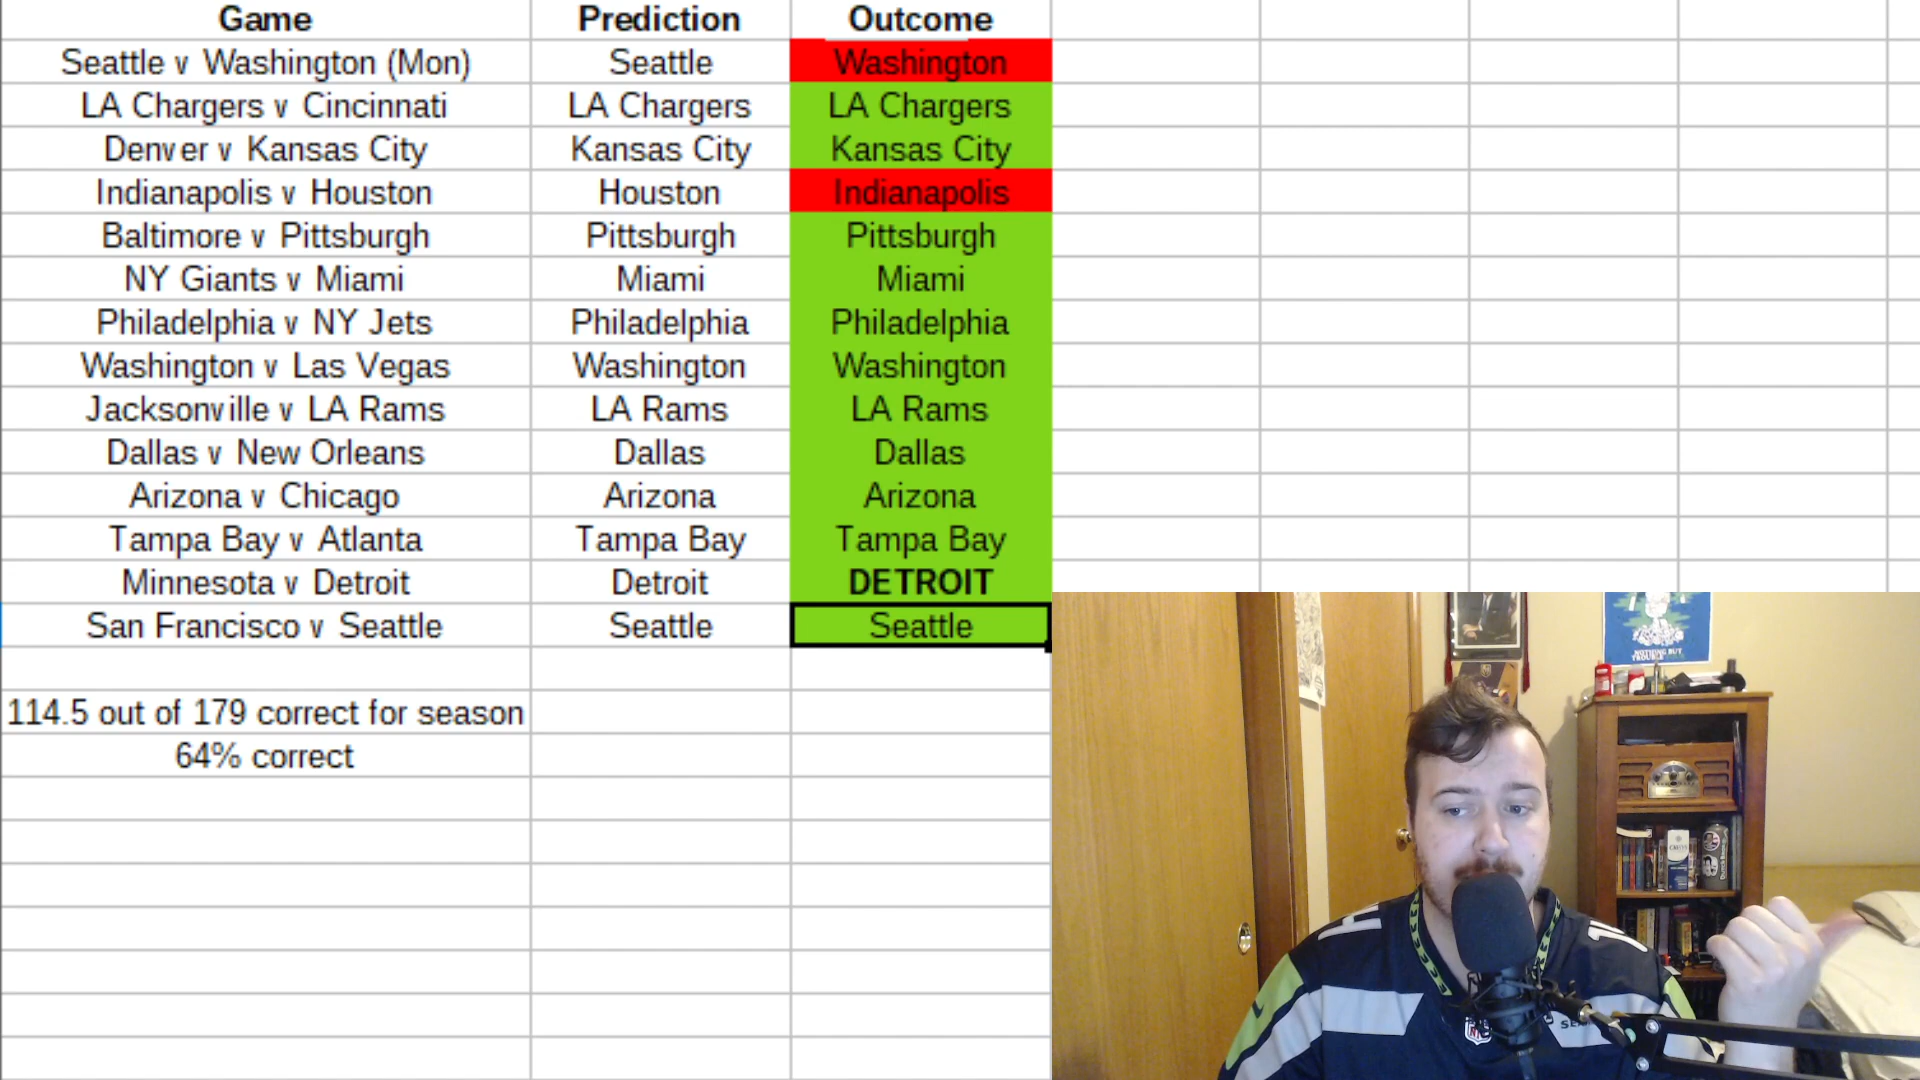 Game Prediction Outcome
Seattle v Washington (Mon) Seattle Washington
LA Chargers v Cincinnati LA Chargers LA Chargers
Denver v Kansas City Kansas City Kansas City
Indianapolis v Houston Houston Indianapolis
Baltimore v Pittsburgh Pittsburgh Pittsburgh
NY Giants v Miami Miami Miami
Philadelphia v NY Jets Philadelphia Philadelphia
Washington v Las Vegas Washington Washington
Jacksonville v LA Rams LA Rams LA Rams
Dallas v New Orleans Dallas Dallas
Arizona v Chicago Arizona Arizona
Tampa Bay v Atlanta Tampa Bay Tampa Bay
Minnesota v Detroit Detroit DETROIT
San Francisco v Seattle Seattle Seattle
114.5 out of 179 correct for season
64% correct
NOTHING BUT
TROUBLE
NFL